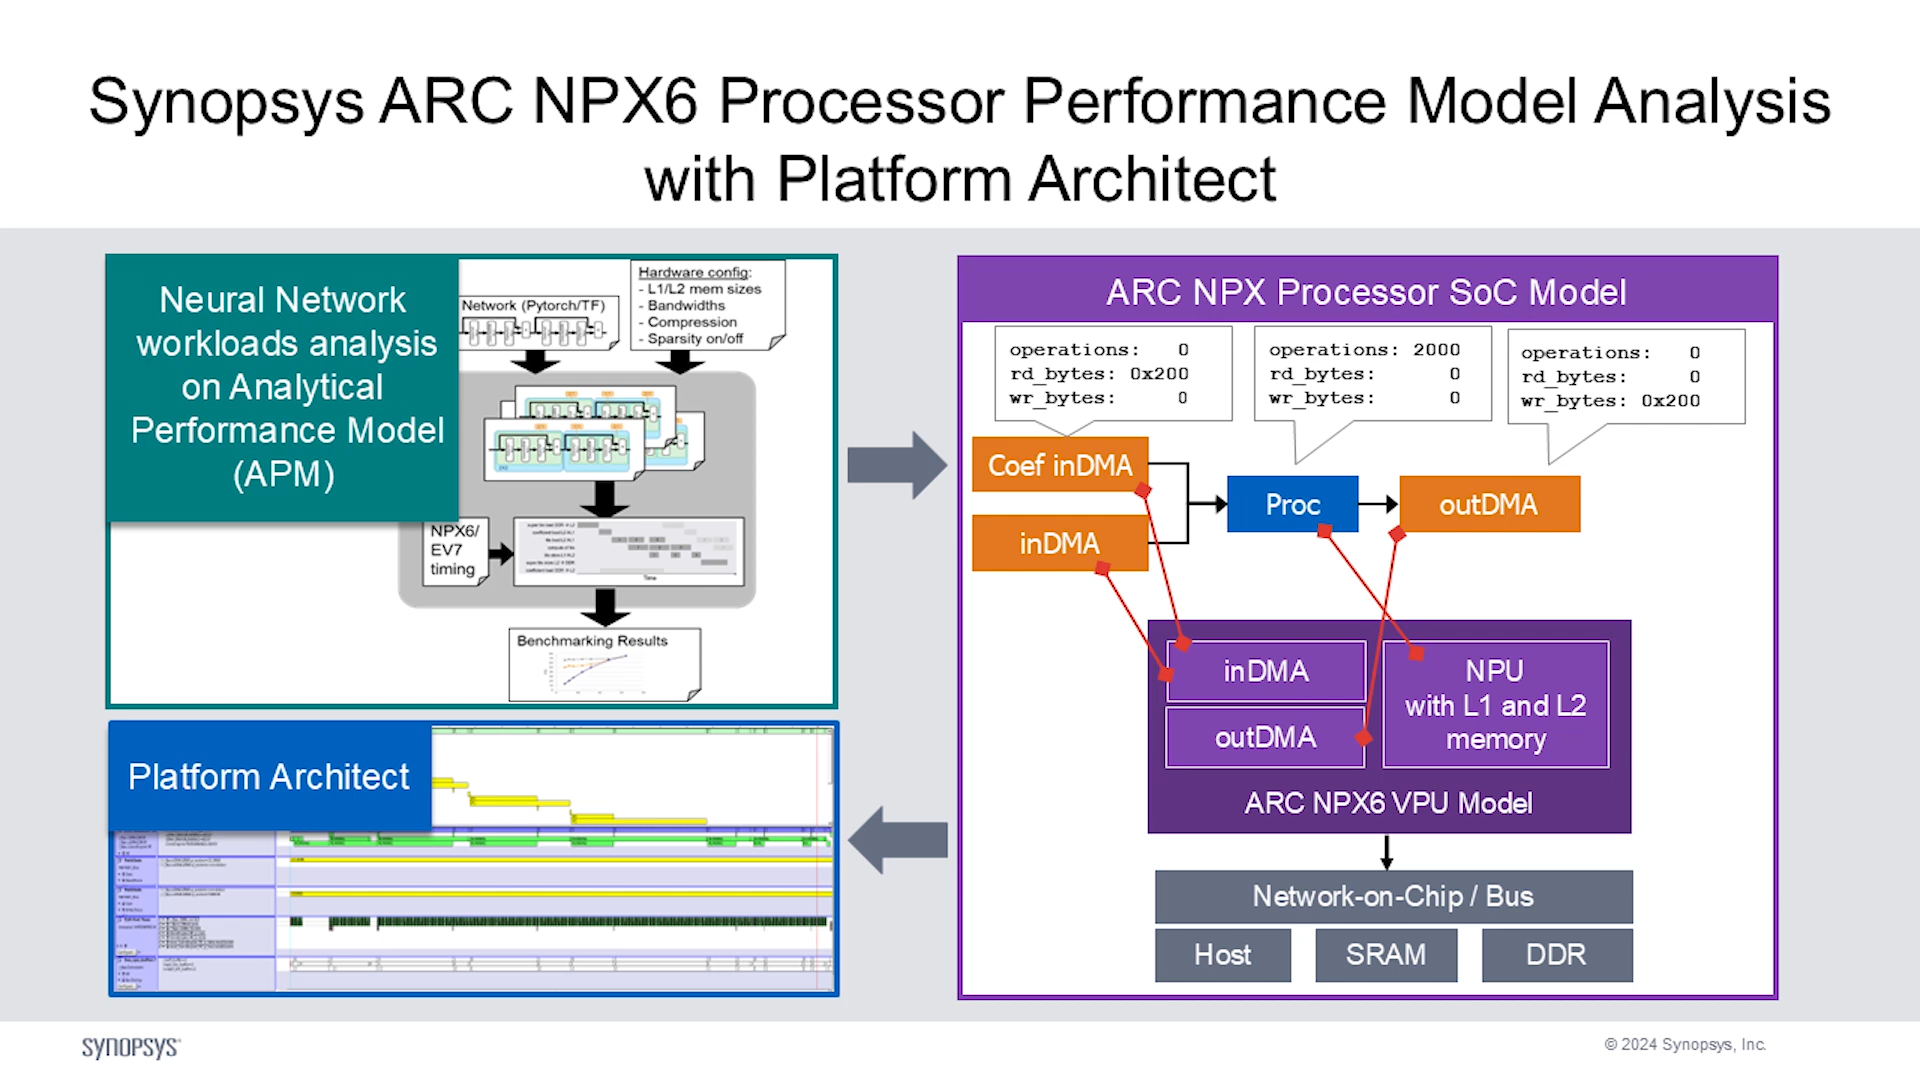 Synopsys ARC NPX6 Processor Performance Model Analysis
with Platform Architect
Neural Network
workloads analysis
on Analytical
Performance Model
(APM)
Network (Pytorch/TF)
Hardware config:
- L1/L2 mem sizes
- Bandwidths
- Compression
- Sparsity on/off
NPX6/
EV7
timing
Time
Benchmarking Results
Platform Architect
ARC NPX Processor SoC Model
operations: 0
rd_bytes: 0x200
wr_bytes: 0
operations: 2000
rd_bytes: 0
wr_bytes: 0
operations: 0
rd_bytes: 0
wr_bytes: 0x200
Coef inDMA
inDMA
Proc
outDMA
inDMA
outDMA
NPU
with L1 and L2
memory
ARC NPX6 VPU Model
Network-on-Chip / Bus
Host
SRAM
DDR
SYNOPSYS
© 2024 Synopsys, Inc.